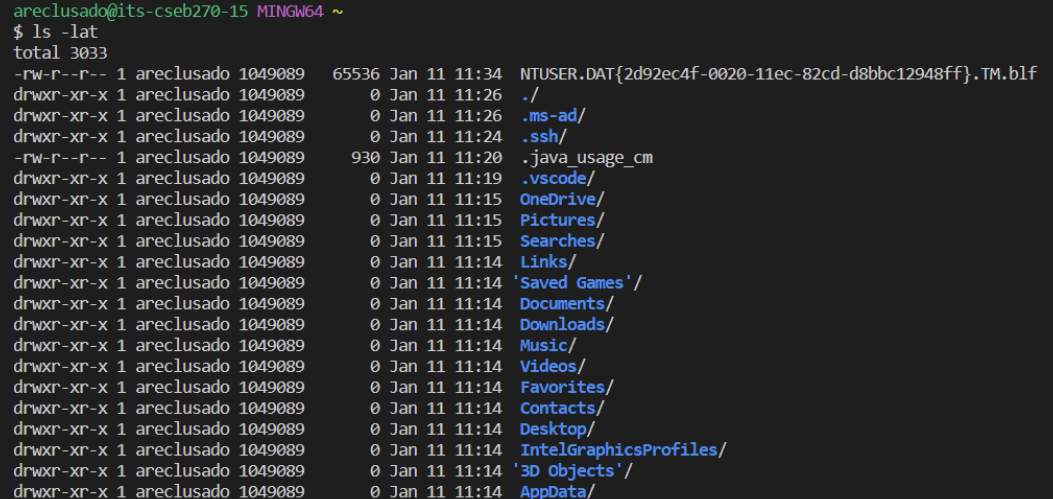 areclusado@its-cseb270-15 MINGW64 ~
$ ls -lat
total 3033
-rw-r--r-- 1 areclusado 1049089   65536 Jan 11 11:34  NTUSER.DAT{2d92ec4f-0020-11ec-82cd-d8bbc12948ff}.TM.blf
drwxr-xr-x 1 areclusado 1049089       0 Jan 11 11:26  ./
drwxr-xr-x 1 areclusado 1049089       0 Jan 11 11:26  .ms-ad/
drwxr-xr-x 1 areclusado 1049089       0 Jan 11 11:24  .ssh/
-rw-r--r-- 1 areclusado 1049089     930 Jan 11 11:20  .java_usage_cm
drwxr-xr-x 1 areclusado 1049089       0 Jan 11 11:19  .vscode/
drwxr-xr-x 1 areclusado 1049089       0 Jan 11 11:15  OneDrive/
drwxr-xr-x 1 areclusado 1049089       0 Jan 11 11:15  Pictures/
drwxr-xr-x 1 areclusado 1049089       0 Jan 11 11:15  Searches/
drwxr-xr-x 1 areclusado 1049089       0 Jan 11 11:14  Links/
drwxr-xr-x 1 areclusado 1049089       0 Jan 11 11:14 'Saved Games'/
drwxr-xr-x 1 areclusado 1049089       0 Jan 11 11:14  Documents/
drwxr-xr-x 1 areclusado 1049089       0 Jan 11 11:14  Downloads/
drwxr-xr-x 1 areclusado 1049089       0 Jan 11 11:14  Music/
drwxr-xr-x 1 areclusado 1049089       0 Jan 11 11:14  Videos/
drwxr-xr-x 1 areclusado 1049089       0 Jan 11 11:14  Favorites/
drwxr-xr-x 1 areclusado 1049089       0 Jan 11 11:14  Contacts/
drwxr-xr-x 1 areclusado 1049089       0 Jan 11 11:14  Desktop/
drwxr-xr-x 1 areclusado 1049089       0 Jan 11 11:14  IntelGraphicsProfiles/
drwxr-xr-x 1 areclusado 1049089       0 Jan 11 11:14 '3D Objects'/
drwxr-xr-x 1 areclusado 1049089       0 Jan 11 11:14  AppData/